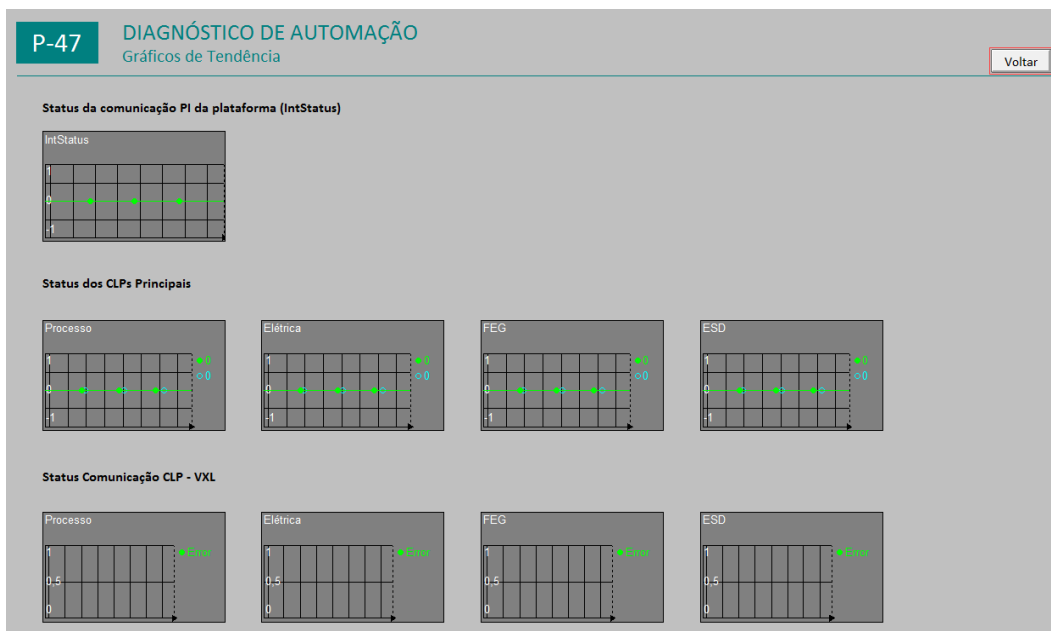 P-47
DIAGNÓSTICO DE AUTOMAÇÃO
Gráficos de Tendência
Voltar
Status da comunicação PI da plataforma (IntStatus)
IntStatus
1
0
-1
Status dos CLPs Principais
Processo
1
0
-1
0
0
Elétrica
1
0
-1
0
0
FEG
1
0
-1
0
0
ESD
1
0
-1
0
0
Status Comunicação CLP - VXL
Processo
1
0,5
0
Error
Elétrica
1
0,5
0
Error
FEG
1
0,5
0
Error
ESD
1
0,5
0
Error